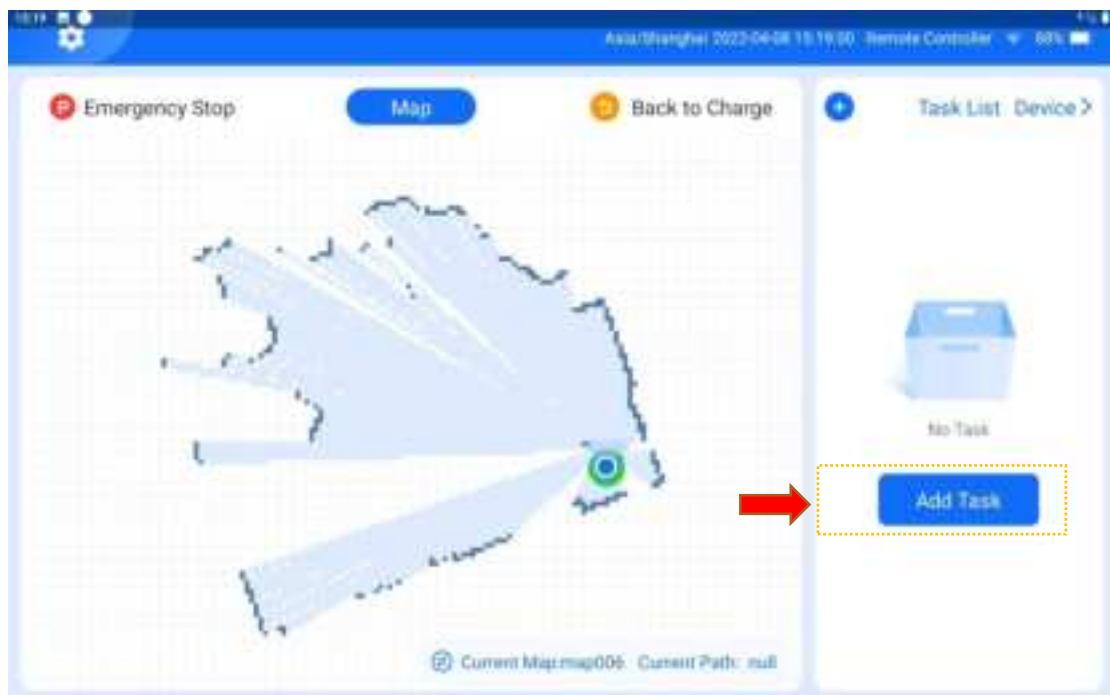 Asia/Shanghai 2022-04-08 15:19:00 Remote Controller 88%
Emergency Stop Map Back to Charge Task List Device >
No Task
Add Task
Current Map:map006 Current Path: null